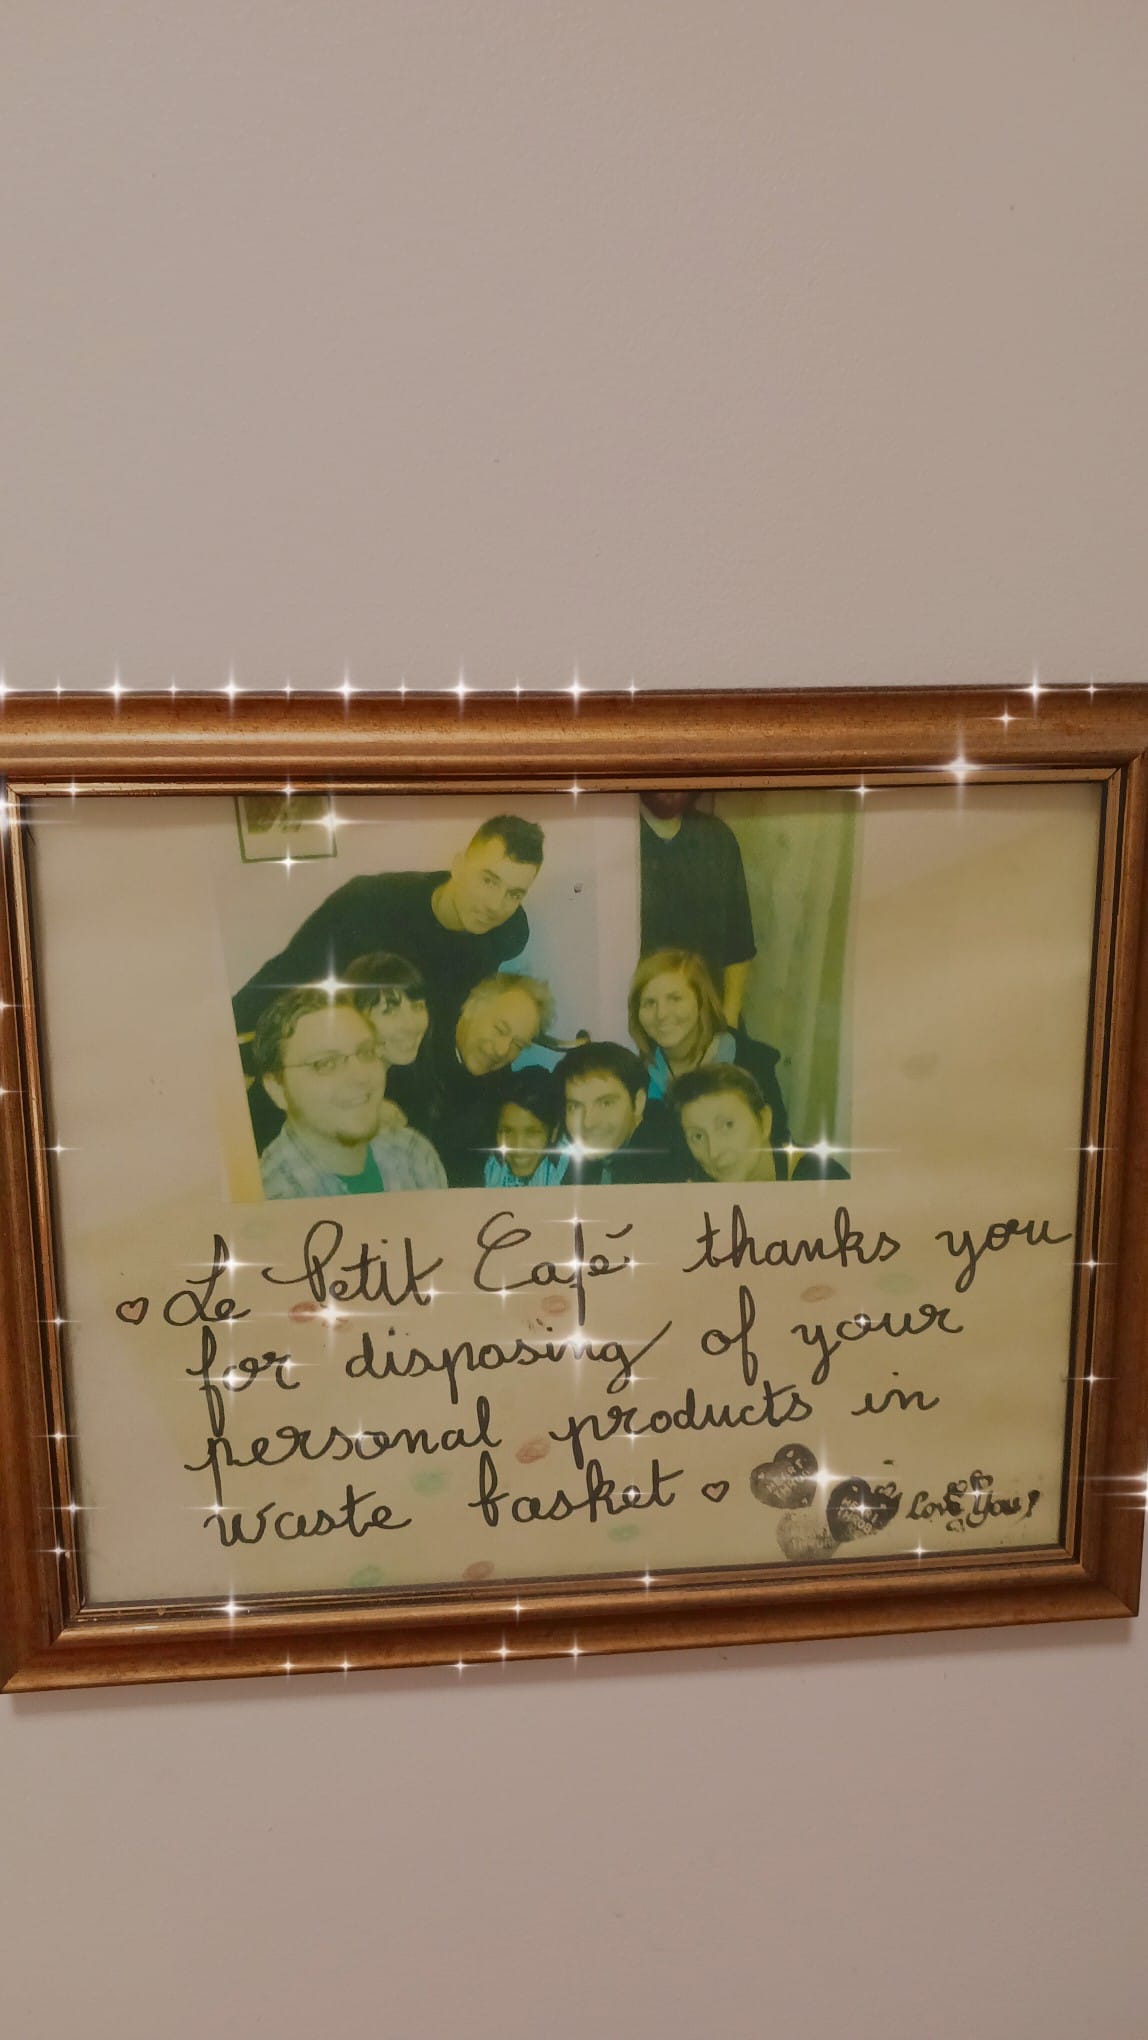 ♡ Le Petit Café thanks you
for disposing of your
personal products in
waste basket ♡
Love You!